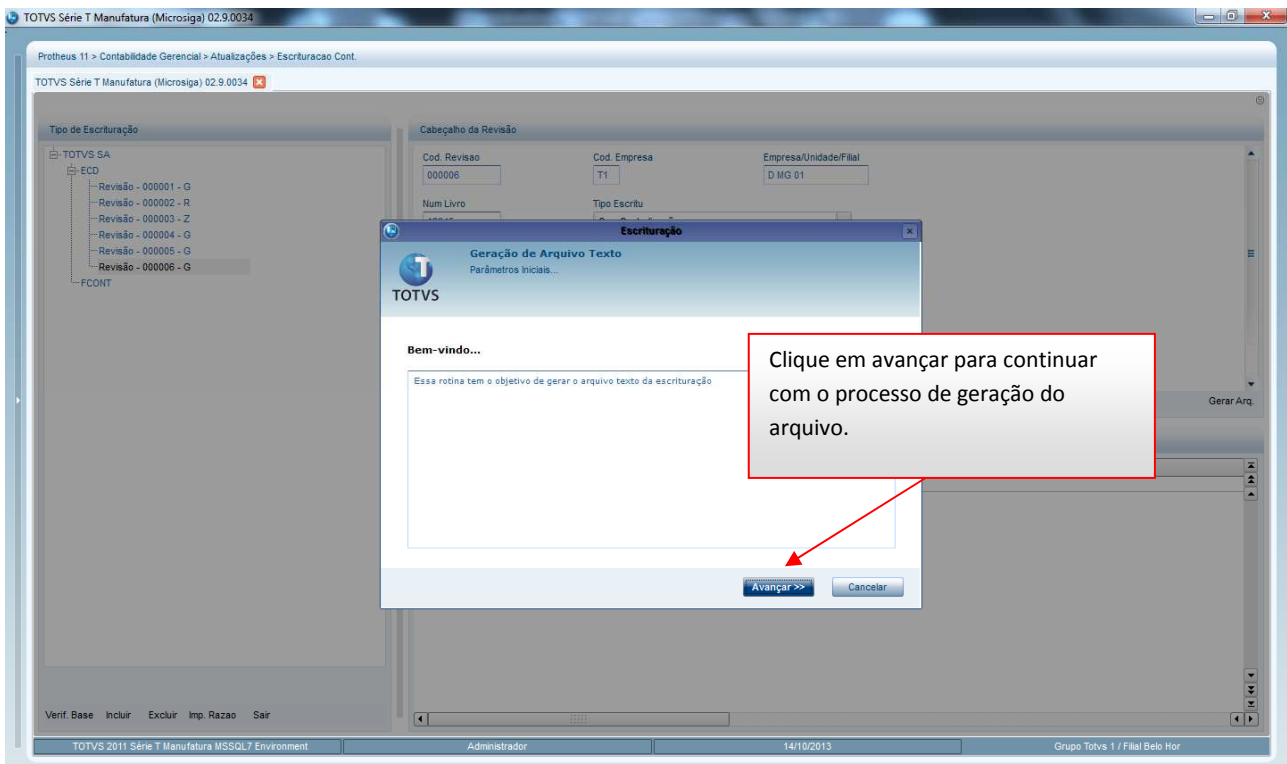 TOTVS Série T Manufatura (Microsiga) 02.9.0034
Protheus 11 > Contabilidade Gerencial > Atualizações > Escrituracao Cont.
TOTVS Série T Manufatura (Microsiga) 02.9.0034
Tipo de Escrituração
TOTVS SA
ECD
Revisão - 000001 - G
Revisão - 000002 - R
Revisão - 000003 - Z
Revisão - 000004 - G
Revisão - 000005 - G
Revisão - 000006 - G
FCONT
Verif. Base Incluir Excluir Imp. Razao Sair
Cabeçalho da Revisão
Cod. Revisao Cod. Empresa Empresa/Unidade/Filial
000006 T1 D MG 01
Num Livro Tipo Escritu
Escrituração
Geração de Arquivo Texto
Parâmetros Iniciais...
TOTVS
Bem-vindo...
Essa rotina tem o objetivo de gerar o arquivo texto da escrituração
Clique em avançar para continuar
com o processo de geração do
arquivo.
Gerar Arq.
Avançar >> Cancelar
TOTVS 2011 Série T Manufatura MSSQL7 Environment Administrador 14/10/2013 Grupo Totvs 1 / Filial Belo Hor